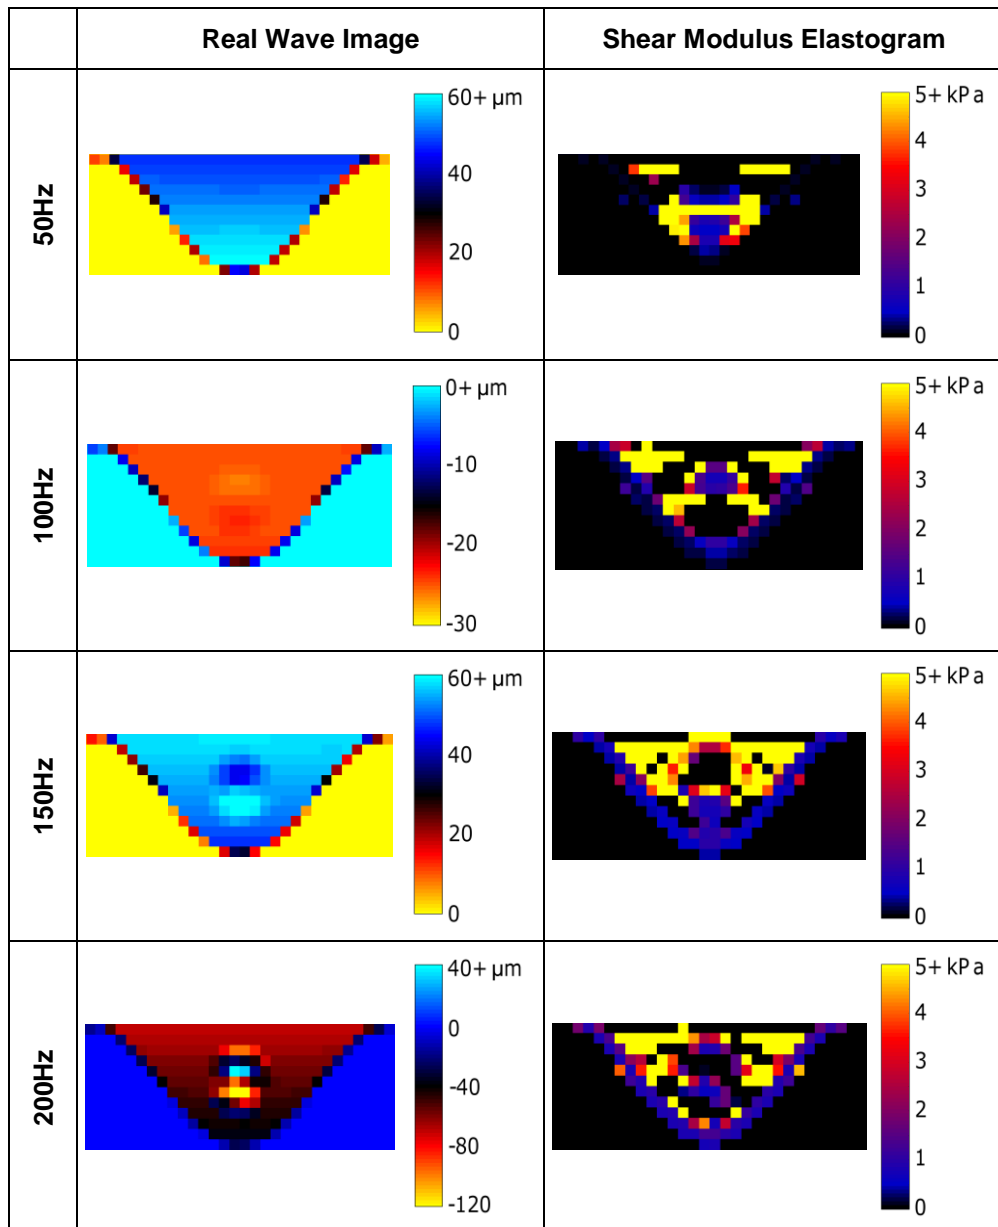 Real Wave Image
Shear Modulus Elastogram
50Hz
60+ μm
40
20
0
5+ kPa
4
3
2
1
0
100Hz
0+ μm
-10
-20
-30
5+ kPa
4
3
2
1
0
150Hz
60+ μm
40
20
0
5+ kPa
4
3
2
1
0
200Hz
40+ μm
0
-40
-80
-120
5+ kPa
4
3
2
1
0